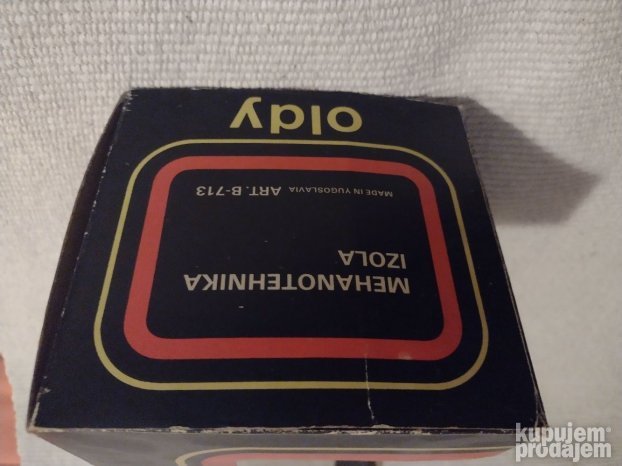 MEHANOTEHNIKA
IZOLA
MADE IN YUGOSLAVIA ART. B-713
oldy
kupujem
prodajem